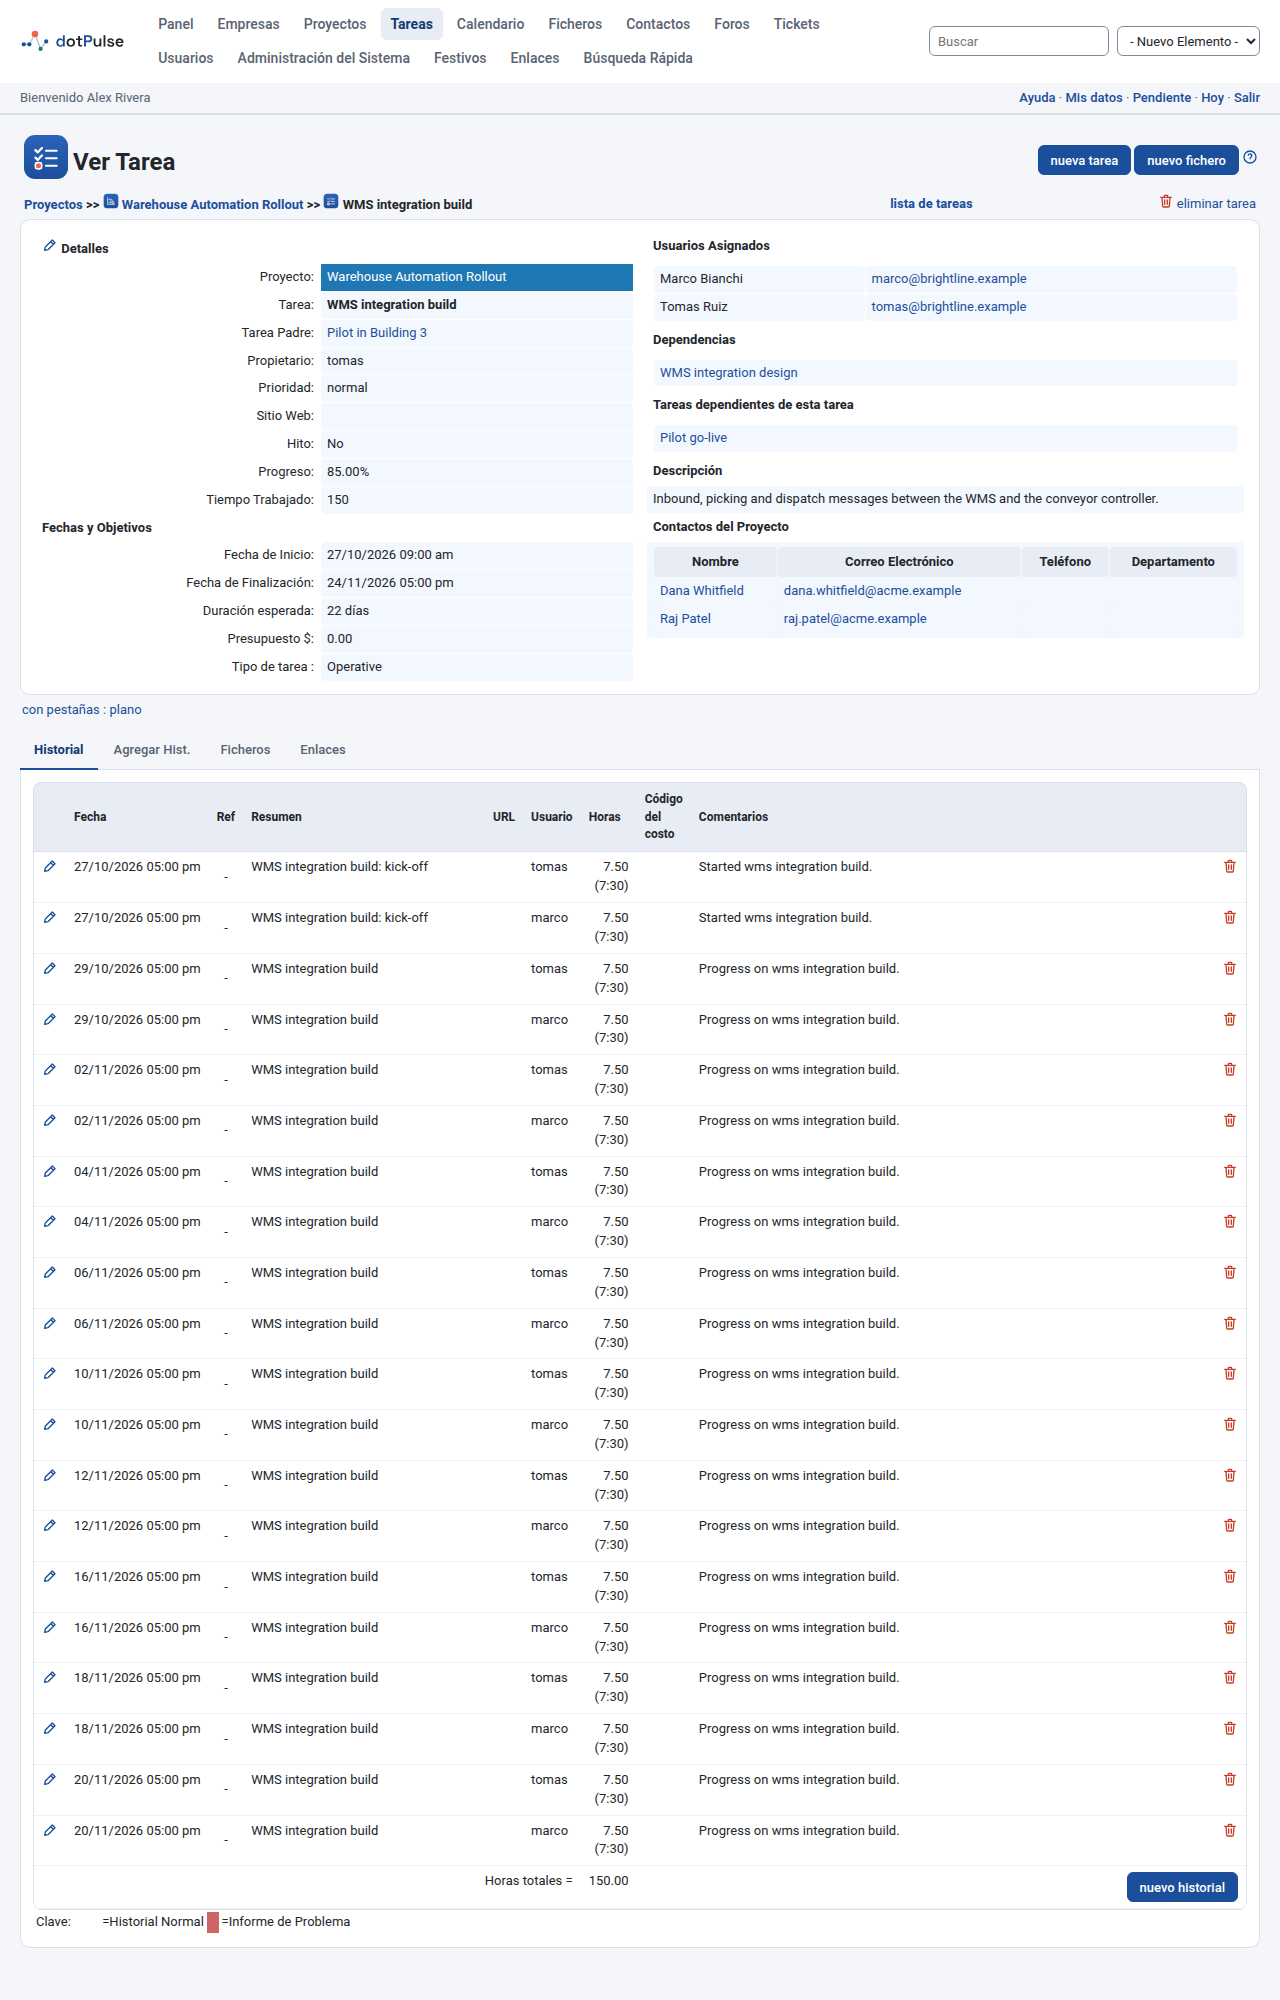 dotPulse
Panel Empresas Proyectos Tareas Calendario Ficheros Contactos Foros Tickets
Usuarios Administración del Sistema Festivos Enlaces Búsqueda Rápida
Buscar - Nuevo Elemento -
Bienvenido Alex Rivera
Ayuda · Mis datos · Pendiente · Hoy · Salir
Ver Tarea
nueva tarea nuevo fichero
Proyectos >> Warehouse Automation Rollout >> WMS integration build
lista de tareas
eliminar tarea
Detalles
Proyecto: Warehouse Automation Rollout
Tarea: WMS integration build
Tarea Padre: Pilot in Building 3
Propietario: tomas
Prioridad: normal
Sitio Web:
Hito: No
Progreso: 85.00%
Tiempo Trabajado: 150
Fechas y Objetivos
Fecha de Inicio: 27/10/2026 09:00 am
Fecha de Finalización: 24/11/2026 05:00 pm
Duración esperada: 22 días
Presupuesto $: 0.00
Tipo de tarea : Operative
Usuarios Asignados
Marco Bianchi marco@brightline.example
Tomas Ruiz tomas@brightline.example
Dependencias
WMS integration design
Tareas dependientes de esta tarea
Pilot go-live
Descripción
Inbound, picking and dispatch messages between the WMS and the conveyor controller.
Contactos del Proyecto
Nombre Correo Electrónico Teléfono Departamento
Dana Whitfield dana.whitfield@acme.example
Raj Patel raj.patel@acme.example
con pestañas : plano
Historial Agregar Hist. Ficheros Enlaces
Fecha Ref Resumen URL Usuario Horas Código del costo Comentarios
27/10/2026 05:00 pm - WMS integration build: kick-off tomas 7.50 (7:30) Started wms integration build.
27/10/2026 05:00 pm - WMS integration build: kick-off marco 7.50 (7:30) Started wms integration build.
29/10/2026 05:00 pm - WMS integration build tomas 7.50 (7:30) Progress on wms integration build.
29/10/2026 05:00 pm - WMS integration build marco 7.50 (7:30) Progress on wms integration build.
02/11/2026 05:00 pm - WMS integration build tomas 7.50 (7:30) Progress on wms integration build.
02/11/2026 05:00 pm - WMS integration build marco 7.50 (7:30) Progress on wms integration build.
04/11/2026 05:00 pm - WMS integration build tomas 7.50 (7:30) Progress on wms integration build.
04/11/2026 05:00 pm - WMS integration build marco 7.50 (7:30) Progress on wms integration build.
06/11/2026 05:00 pm - WMS integration build tomas 7.50 (7:30) Progress on wms integration build.
06/11/2026 05:00 pm - WMS integration build marco 7.50 (7:30) Progress on wms integration build.
10/11/2026 05:00 pm - WMS integration build tomas 7.50 (7:30) Progress on wms integration build.
10/11/2026 05:00 pm - WMS integration build marco 7.50 (7:30) Progress on wms integration build.
12/11/2026 05:00 pm - WMS integration build tomas 7.50 (7:30) Progress on wms integration build.
12/11/2026 05:00 pm - WMS integration build marco 7.50 (7:30) Progress on wms integration build.
16/11/2026 05:00 pm - WMS integration build tomas 7.50 (7:30) Progress on wms integration build.
16/11/2026 05:00 pm - WMS integration build marco 7.50 (7:30) Progress on wms integration build.
18/11/2026 05:00 pm - WMS integration build tomas 7.50 (7:30) Progress on wms integration build.
18/11/2026 05:00 pm - WMS integration build marco 7.50 (7:30) Progress on wms integration build.
20/11/2026 05:00 pm - WMS integration build tomas 7.50 (7:30) Progress on wms integration build.
20/11/2026 05:00 pm - WMS integration build marco 7.50 (7:30) Progress on wms integration build.
Horas totales = 150.00
nuevo historial
Clave: =Historial Normal =Informe de Problema